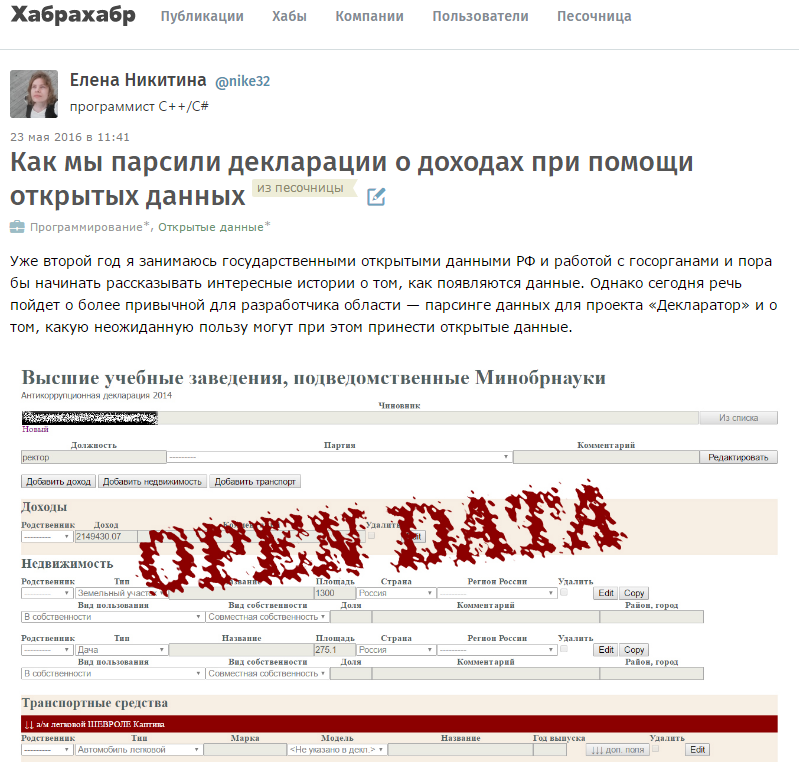 Хабрахабр Публикации Хабы Компании Пользователи Песочница
Елена Никитина @nike32
программист C++/C#
23 мая 2016 в 11:41
Как мы парсили декларации о доходах при помощи
открытых данных из песочницы
Программирование*, Открытые данные*
Уже второй год я занимаюсь государственными открытыми данными РФ и работой с госорганами и пора
бы начинать рассказывать интересные истории о том, как появляются данные. Однако сегодня речь
пойдет о более привычной для разработчика области — парсинге данных для проекта «Декларатор» и о
том, какую неожиданную пользу могут при этом принести открытые данные.
Высшие учебные заведения, подведомственные Минобрнауки
Антикоррупционная декларация 2014
Чиновник
Из списка
Новый
Должность Партия Комментарий
ректор ---------- Редактировать
Добавить доход Добавить недвижимость Добавить транспорт
OPEN DATA
Доходы
Родственник Доход Удалить
---------- 2149430.07 Edit
Недвижимость
Родственник Тип Название Площадь Страна Регион России Удалить
---------- Земельный участок 1300 Россия ---------- Edit Copy
Вид пользования Вид собственности Доля Комментарий Район, город
В собственности Совместная собственность
Родственник Тип Название Площадь Страна Регион России Удалить
---------- Дача 275.1 Россия ---------- Edit Copy
Вид пользования Вид собственности Доля Комментарий Район, город
В собственности Совместная собственность
Транспортные средства
↓↓ а/м легковой ШЕВРОЛЕ Каптива
Родственник Тип Марка Модель Название Год выпуска Удалить
---------- Автомобиль легковой <Не указано в декл.> ↓↓↓ доп. поля Edit